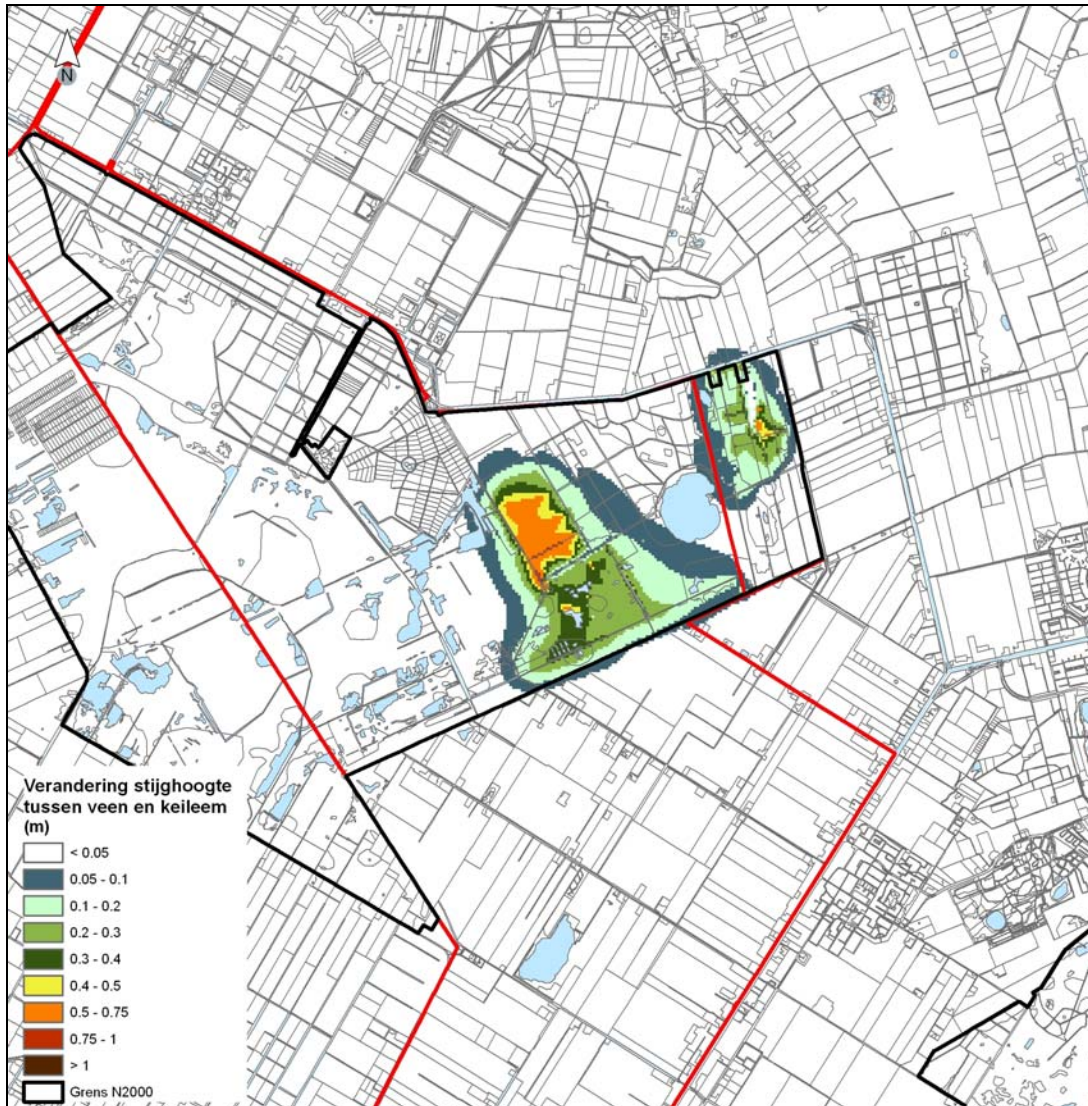 N
Verandering stijghoogte
tussen veen en keileem
(m)
< 0.05
0.05 - 0.1
0.1 - 0.2
0.2 - 0.3
0.3 - 0.4
0.4 - 0.5
0.5 - 0.75
0.75 - 1
> 1
Grens N2000